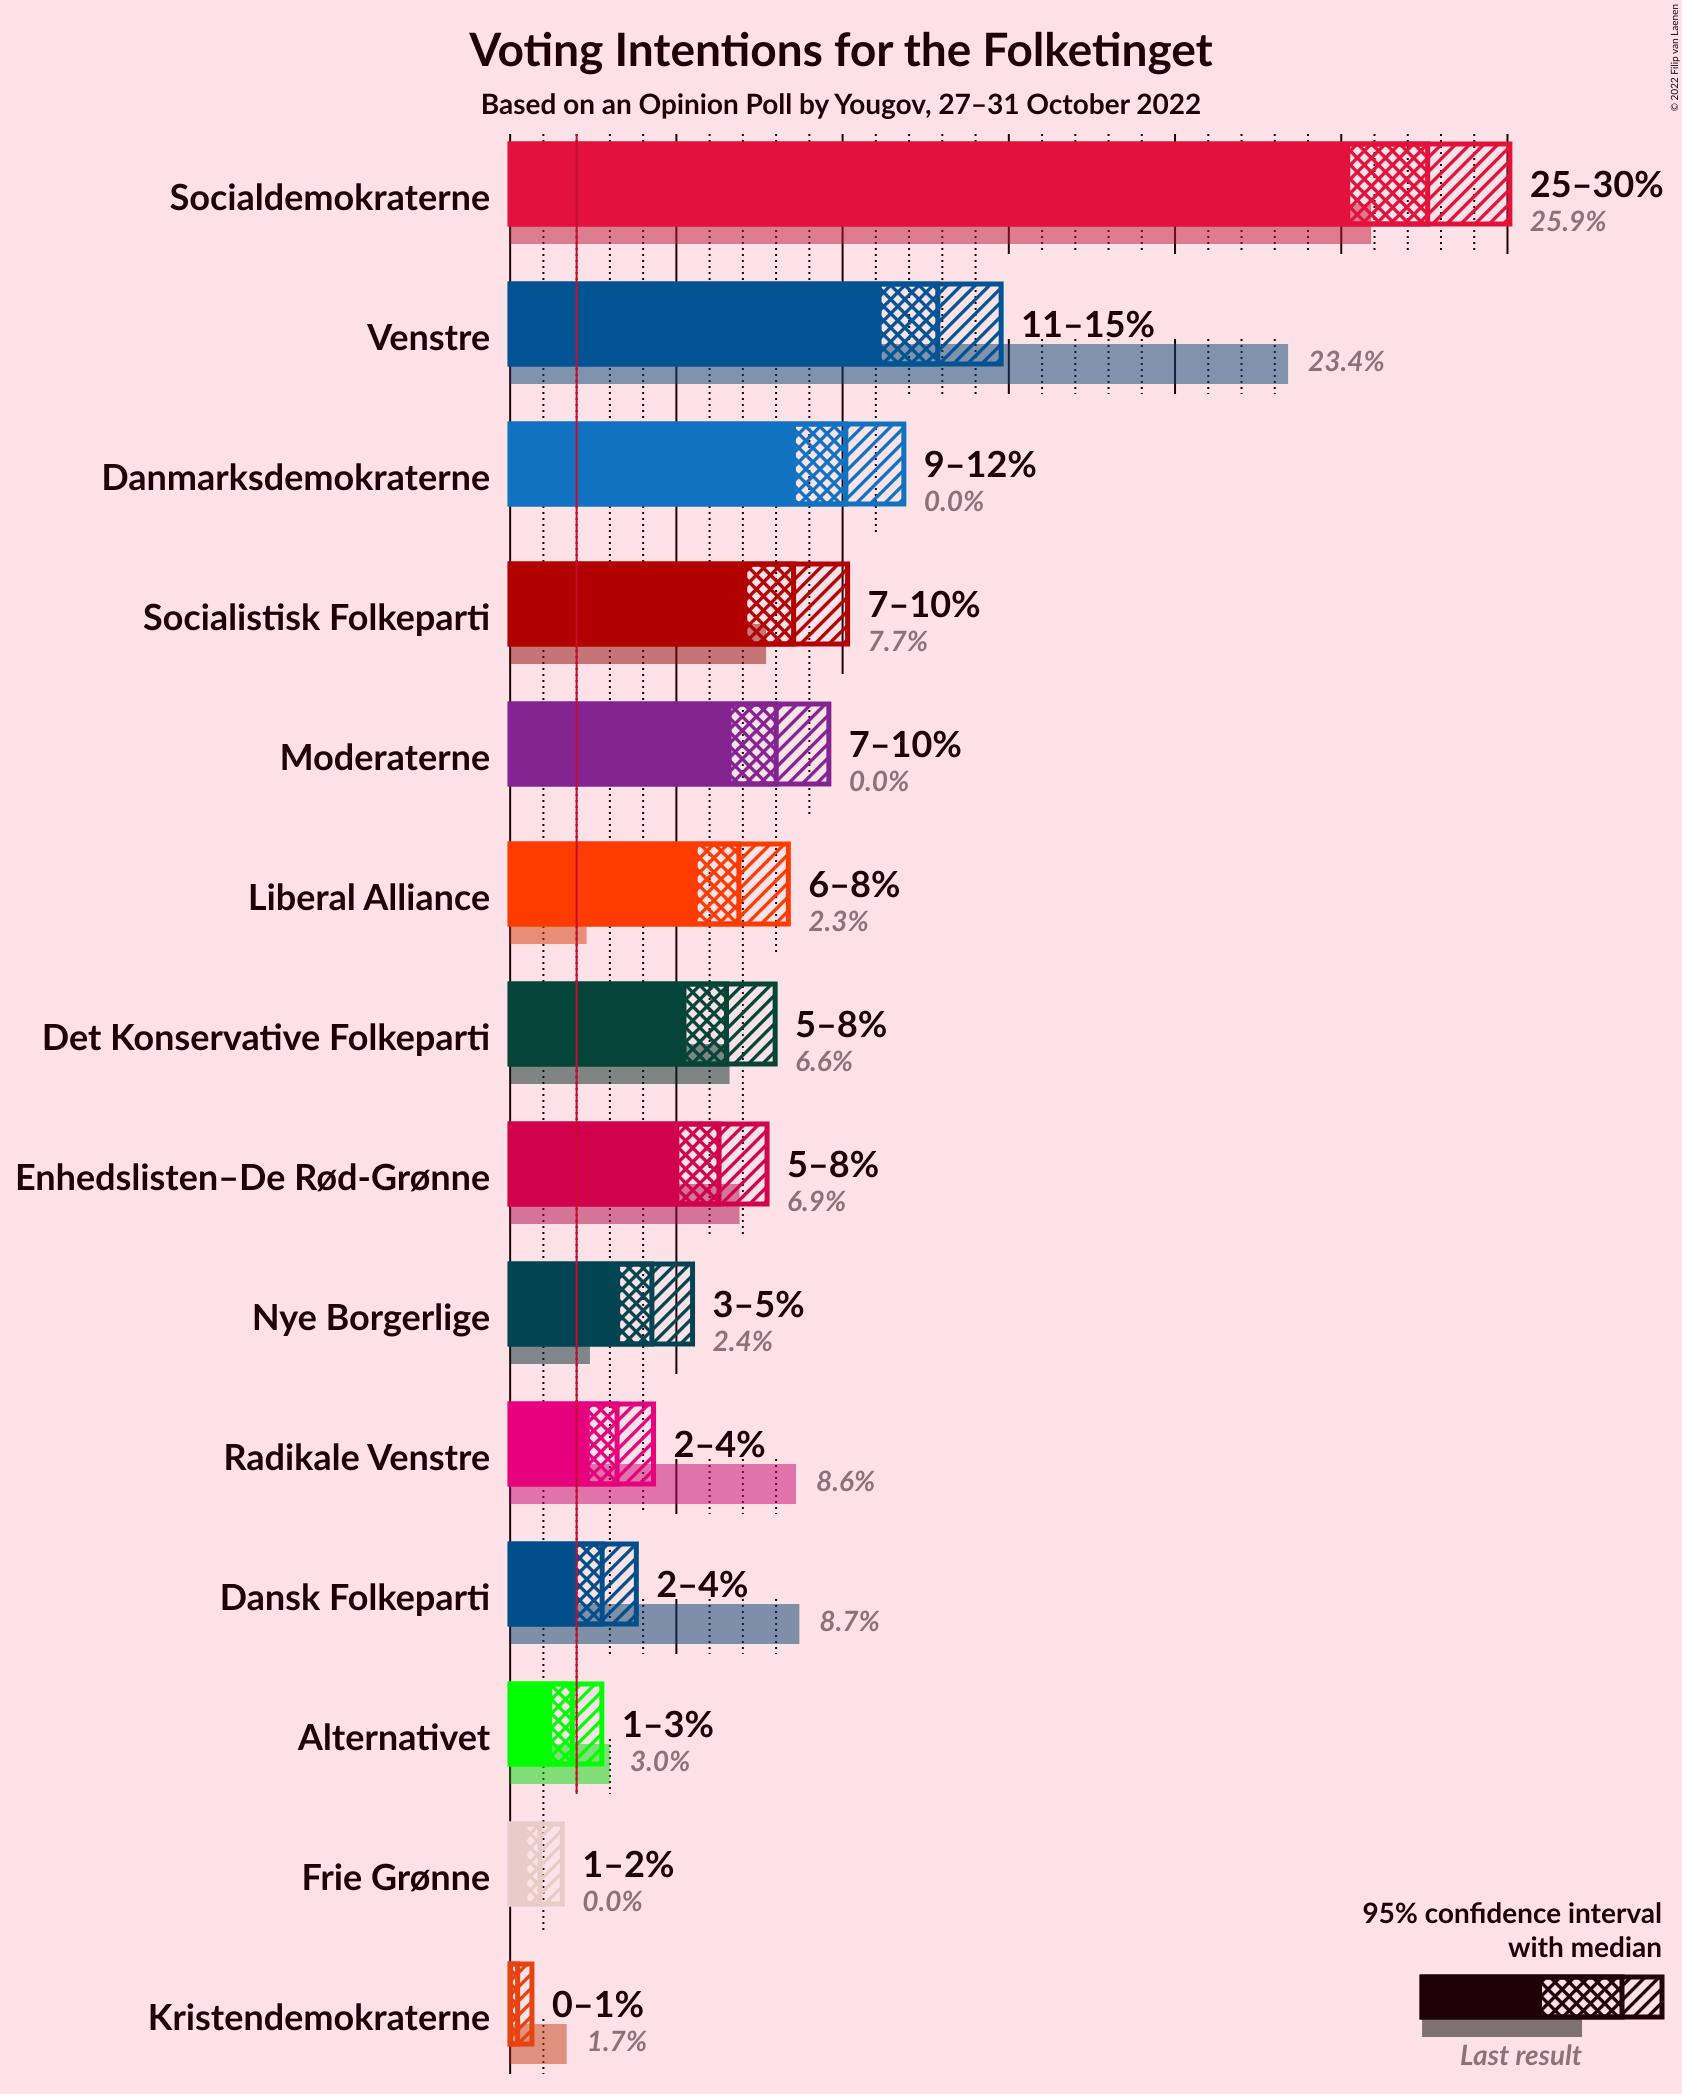 Voting Intentions for the Folketinget
Based on an Opinion Poll by Yougov, 27–31 October 2022
© 2022 Filip van Laenen
Socialdemokraterne
25–30%
25.9%
Venstre
11–15%
23.4%
Danmarksdemokraterne
9–12%
0.0%
Socialistisk Folkeparti
7–10%
7.7%
Moderaterne
7–10%
0.0%
Liberal Alliance
6–8%
2.3%
Det Konservative Folkeparti
5–8%
6.6%
Enhedslisten–De Rød-Grønne
5–8%
6.9%
Nye Borgerlige
3–5%
2.4%
Radikale Venstre
2–4%
8.6%
Dansk Folkeparti
2–4%
8.7%
Alternativet
1–3%
3.0%
Frie Grønne
1–2%
0.0%
Kristendemokraterne
0–1%
1.7%
95% confidence interval
with median
Last result